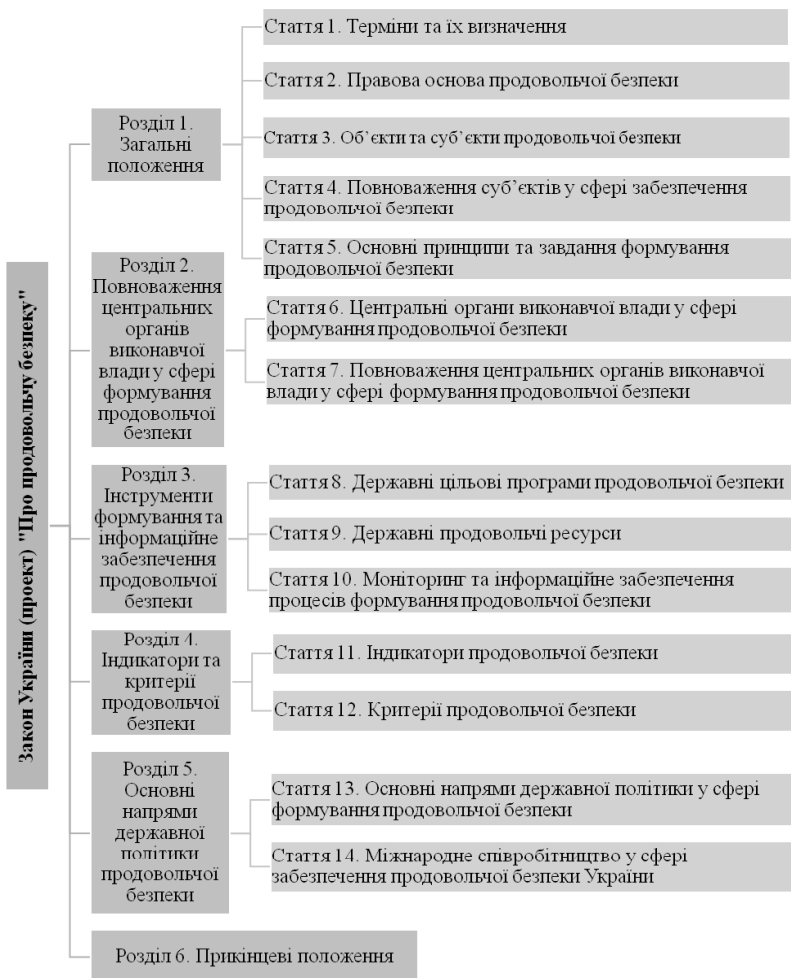 Закон України (проект) "Про продовольчу безпеку"
Розділ 1.
Загальні
положення
Стаття 1. Терміни та їх визначення
Стаття 2. Правова основа продовольчої безпеки
Стаття 3. Об’єкти та суб’єкти продовольчої безпеки
Стаття 4. Повноваження суб’єктів у сфері забезпечення
продовольчої безпеки
Стаття 5. Основні принципи та завдання формування
продовольчої безпеки
Розділ 2.
Повноваження
центральних
органів
виконавчої
влади у сфері
формування
продовольчої
безпеки
Стаття 6. Центральні органи виконавчої влади у сфері
формування продовольчої безпеки
Стаття 7. Повноваження центральних органів виконавчої
влади у сфері формування продовольчої безпеки
Розділ 3.
Інструменти
формування та
інформаційне
забезпечення
продовольчої
безпеки
Стаття 8. Державні цільові програми продовольчої безпеки
Стаття 9. Державні продовольчі ресурси
Стаття 10. Моніторинг та інформаційне забезпечення
процесів формування продовольчої безпеки
Розділ 4.
Індикатори та
критерії
продовольчої
безпеки
Стаття 11. Індикатори продовольчої безпеки
Стаття 12. Критерії продовольчої безпеки
Розділ 5.
Основні
напрями
державної
політики
продовольчої
безпеки
Стаття 13. Основні напрями державної політики у сфері
формування продовольчої безпеки
Стаття 14. Міжнародне співробітництво у сфері
забезпечення продовольчої безпеки України
Розділ 6. Прикінцеві положення